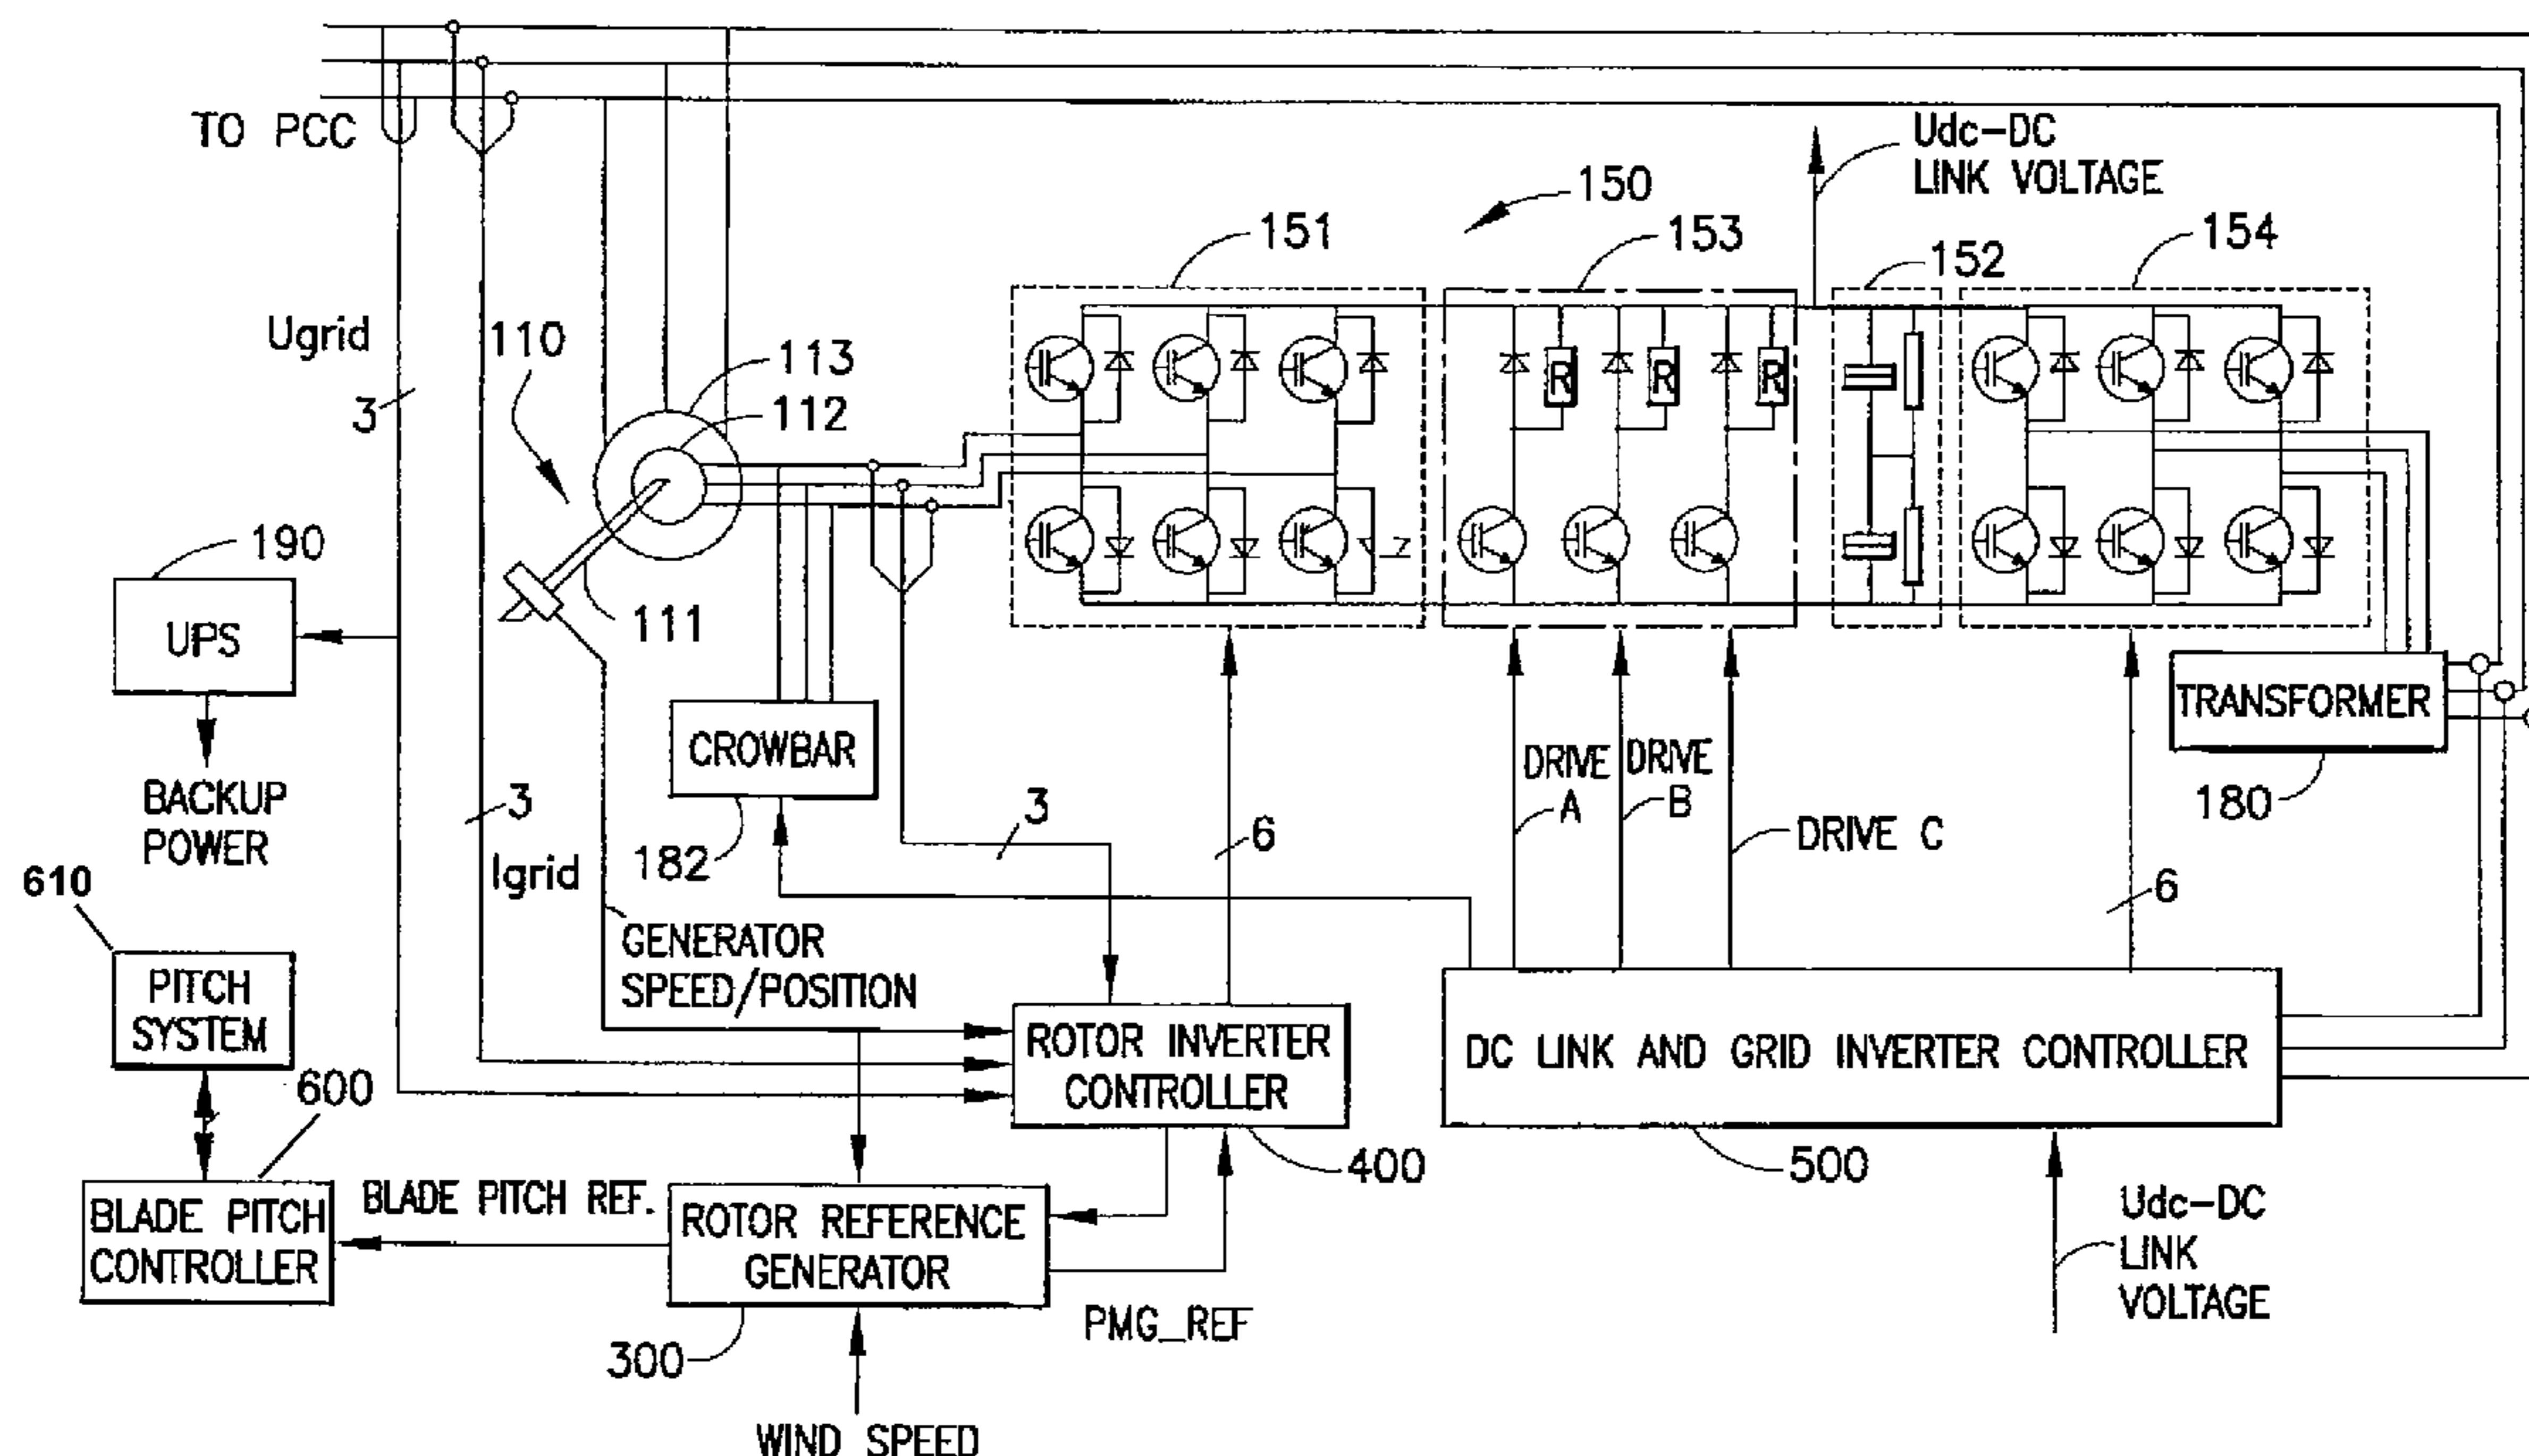 TO PCC
Udc-DC
LINK VOLTAGE
150
151
153
152
154
Ugrid
110
113
3
112
R
R
R
190
UPS
111
CROWBAR
TRANSFORMER
DRIVE
A
DRIVE
B
BACKUP
POWER
3
3
6
DRIVE C
180
182
Igrid
610
6
GENERATOR
SPEED/POSITION
PITCH
SYSTEM
ROTOR INVERTER
CONTROLLER
DC LINK AND GRID INVERTER CONTROLLER
600
400
500
BLADE PITCH REF.
BLADE PITCH
CONTROLLER
ROTOR REFERENCE
GENERATOR
Udc-DC
LINK
VOLTAGE
PMG_REF
300
WIND SPEED